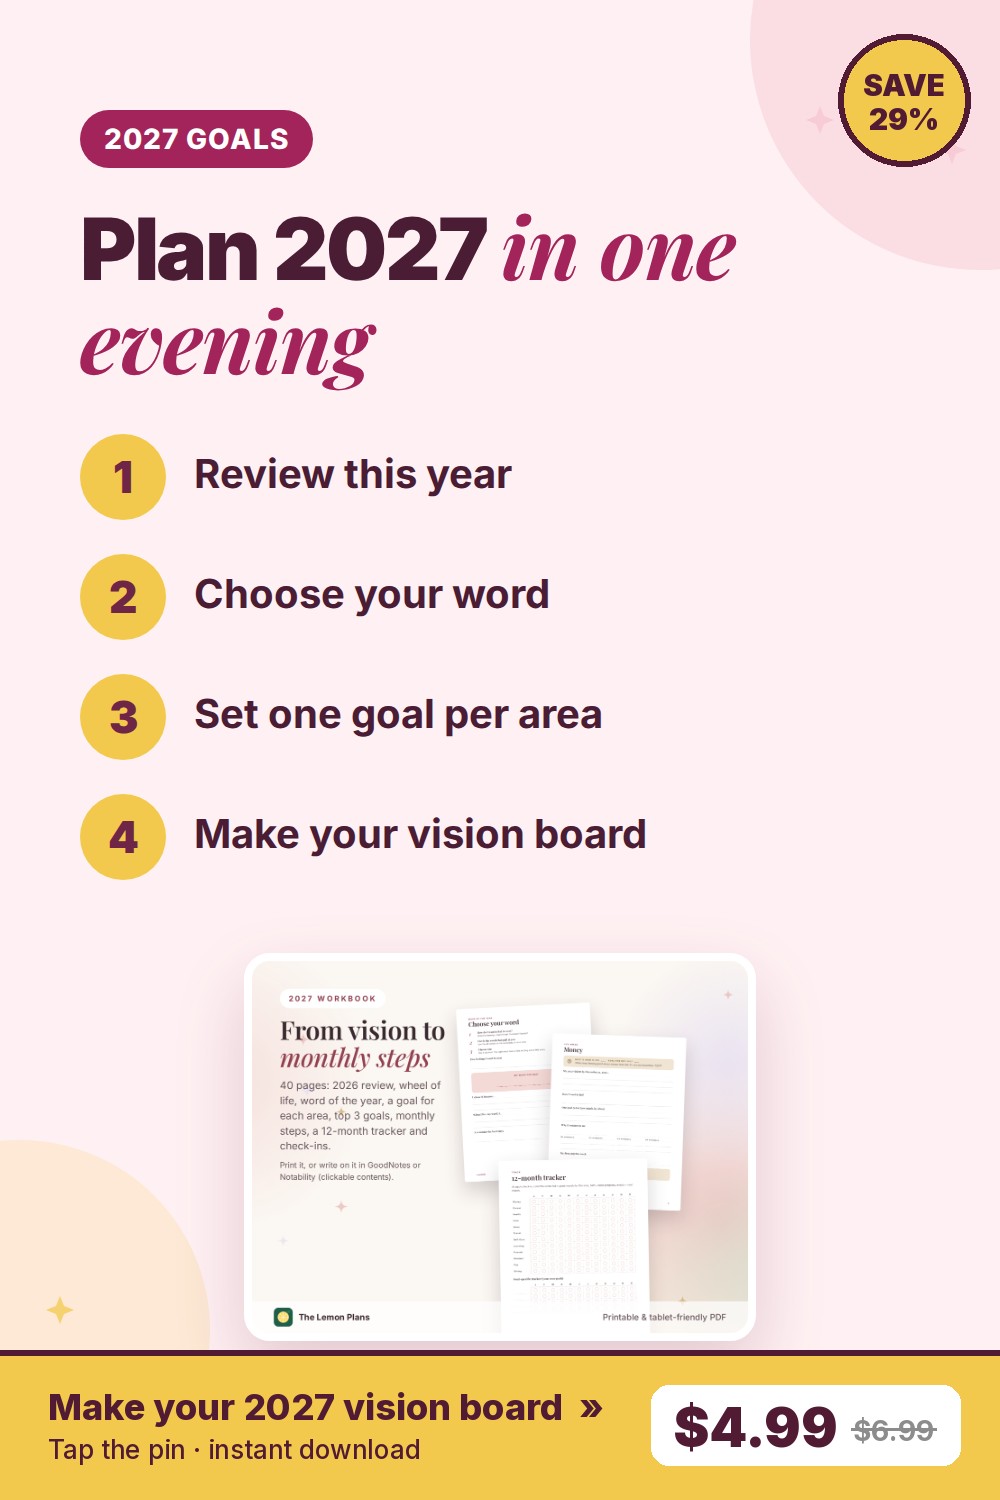 SAVE
29%
2027 GOALS
Plan 2027 in one
evening
1 Review this year
2 Choose your word
3 Set one goal per area
4 Make your vision board
2027 WORKBOOK
From vision to
monthly steps
40 pages: 2026 review, wheel of
life, word of the year, a goal for
each area, top 3 goals, monthly
steps, a 12-month tracker and
check-ins.
Print it, or write on it in GoodNotes or
Notability (clickable contents).
Choose your word
Money
12-month tracker
The Lemon Plans
Printable & tablet-friendly PDF
Make your 2027 vision board »
Tap the pin · instant download
$4.99 $6.99